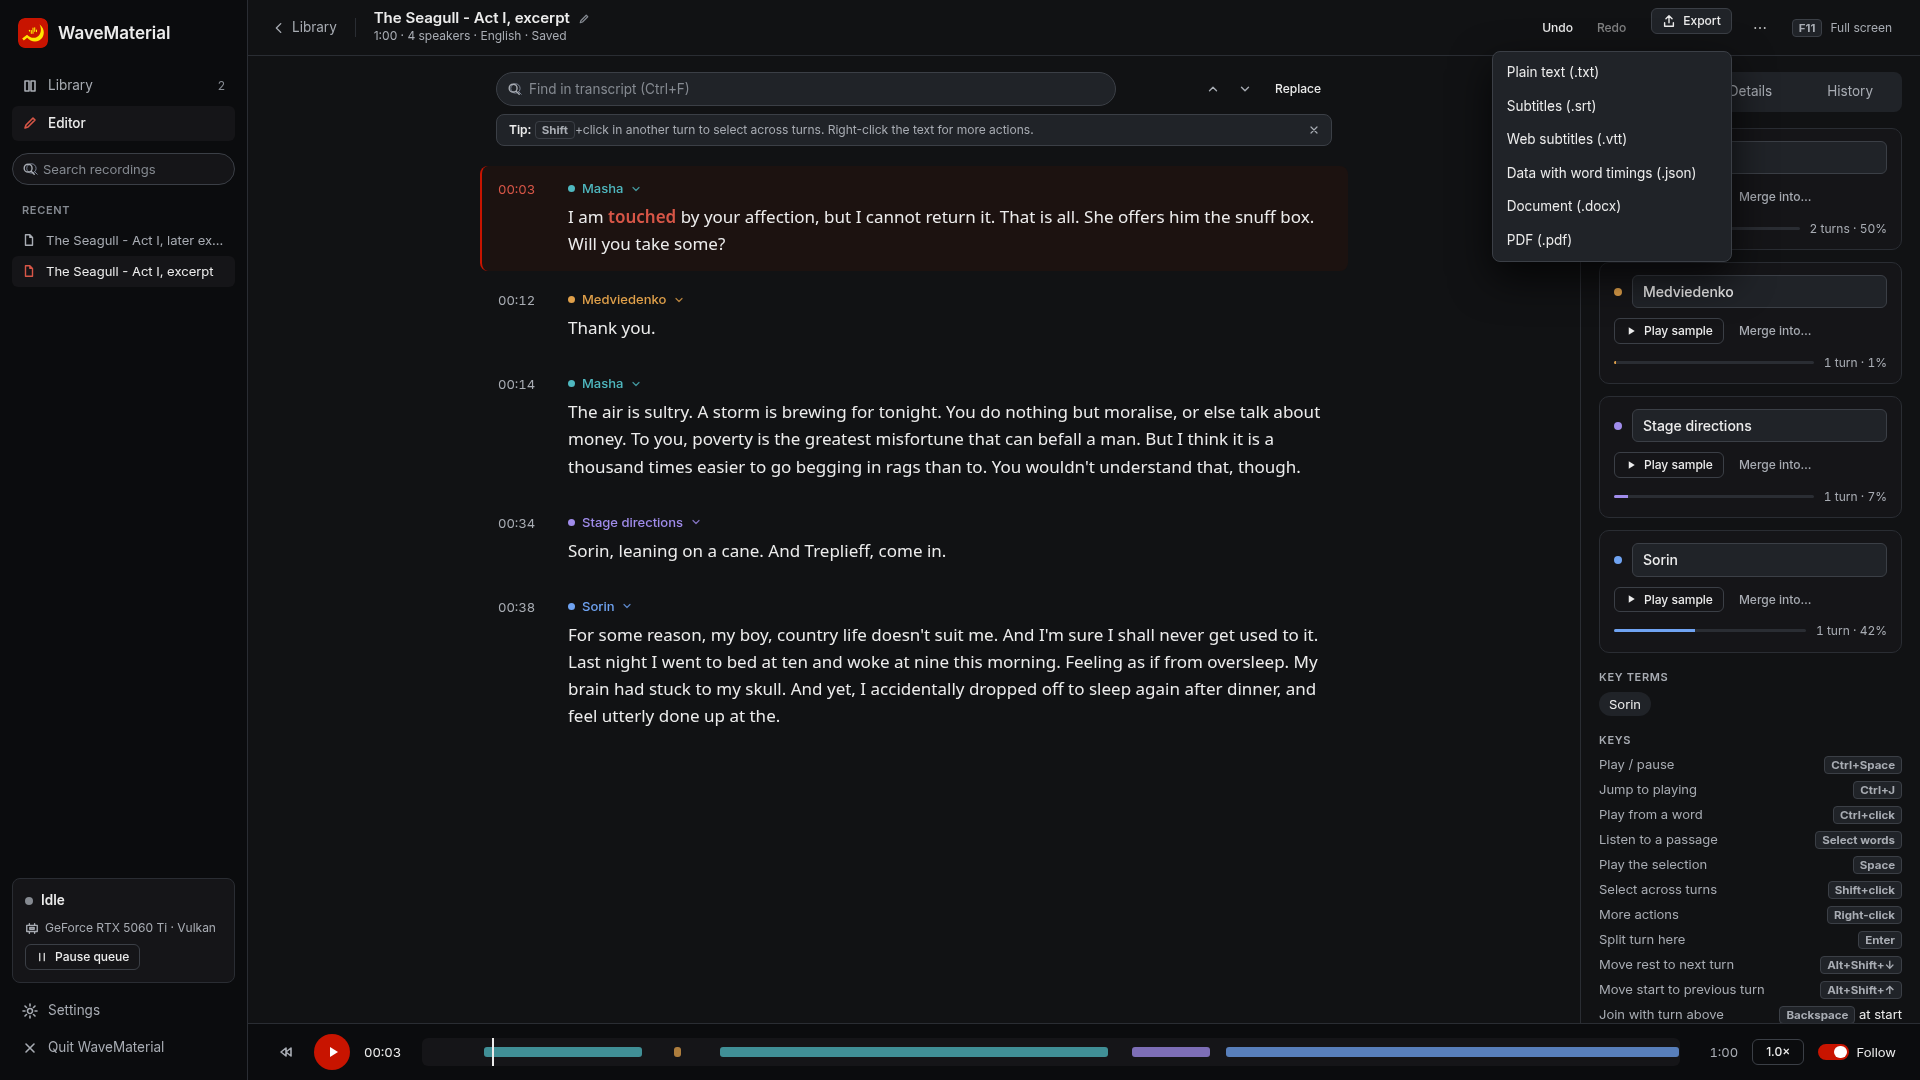 WaveMaterial
Library 2
Editor
Search recordings
RECENT
The Seagull - Act I, later ex...
The Seagull - Act I, excerpt
Idle
GeForce RTX 5060 Ti · Vulkan
Pause queue
Settings
Quit WaveMaterial
Library
The Seagull - Act I, excerpt
1:00 · 4 speakers · English · Saved
Undo
Redo
Export
F11 Full screen
Plain text (.txt)
Subtitles (.srt)
Web subtitles (.vtt)
Data with word timings (.json)
Document (.docx)
PDF (.pdf)
Find in transcript (Ctrl+F)
Replace
Tip: Shift+click in another turn to select across turns. Right-click the text for more actions.
00:03 Masha
I am touched by your affection, but I cannot return it. That is all. She offers him the snuff box.
Will you take some?
00:12 Medviedenko
Thank you.
00:14 Masha
The air is sultry. A storm is brewing for tonight. You do nothing but moralise, or else talk about
money. To you, poverty is the greatest misfortune that can befall a man. But I think it is a
thousand times easier to go begging in rags than to. You wouldn't understand that, though.
00:34 Stage directions
Sorin, leaning on a cane. And Treplieff, come in.
00:38 Sorin
For some reason, my boy, country life doesn't suit me. And I'm sure I shall never get used to it.
Last night I went to bed at ten and woke at nine this morning. Feeling as if from oversleep. My
brain had stuck to my skull. And yet, I accidentally dropped off to sleep again after dinner, and
feel utterly done up at the.
Details
History
Merge into...
2 turns · 50%
Medviedenko
Play sample Merge into...
1 turn · 1%
Stage directions
Play sample Merge into...
1 turn · 7%
Sorin
Play sample Merge into...
1 turn · 42%
KEY TERMS
Sorin
KEYS
Play / pause Ctrl+Space
Jump to playing Ctrl+J
Play from a word Ctrl+click
Listen to a passage Select words
Play the selection Space
Select across turns Shift+click
More actions Right-click
Split turn here Enter
Move rest to next turn Alt+Shift+↓
Move start to previous turn Alt+Shift+↑
Join with turn above Backspace at start
00:03
1:00
1.0×
Follow